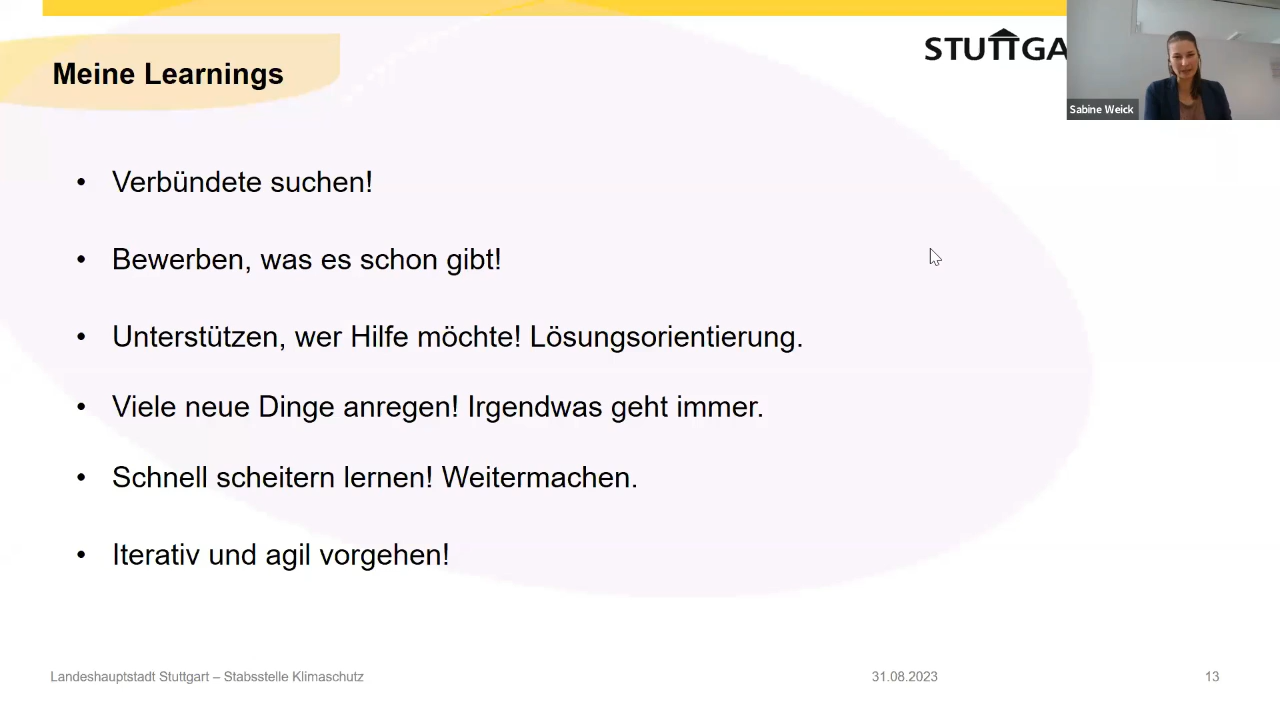 STUTTGA
Meine Learnings
Sabine Weick
• Verbündete suchen!
• Bewerben, was es schon gibt!
• Unterstützen, wer Hilfe möchte! Lösungsorientierung.
• Viele neue Dinge anregen! Irgendwas geht immer.
• Schnell scheitern lernen! Weitermachen.
• Iterativ und agil vorgehen!
Landeshauptstadt Stuttgart – Stabsstelle Klimaschutz 31.08.2023 13